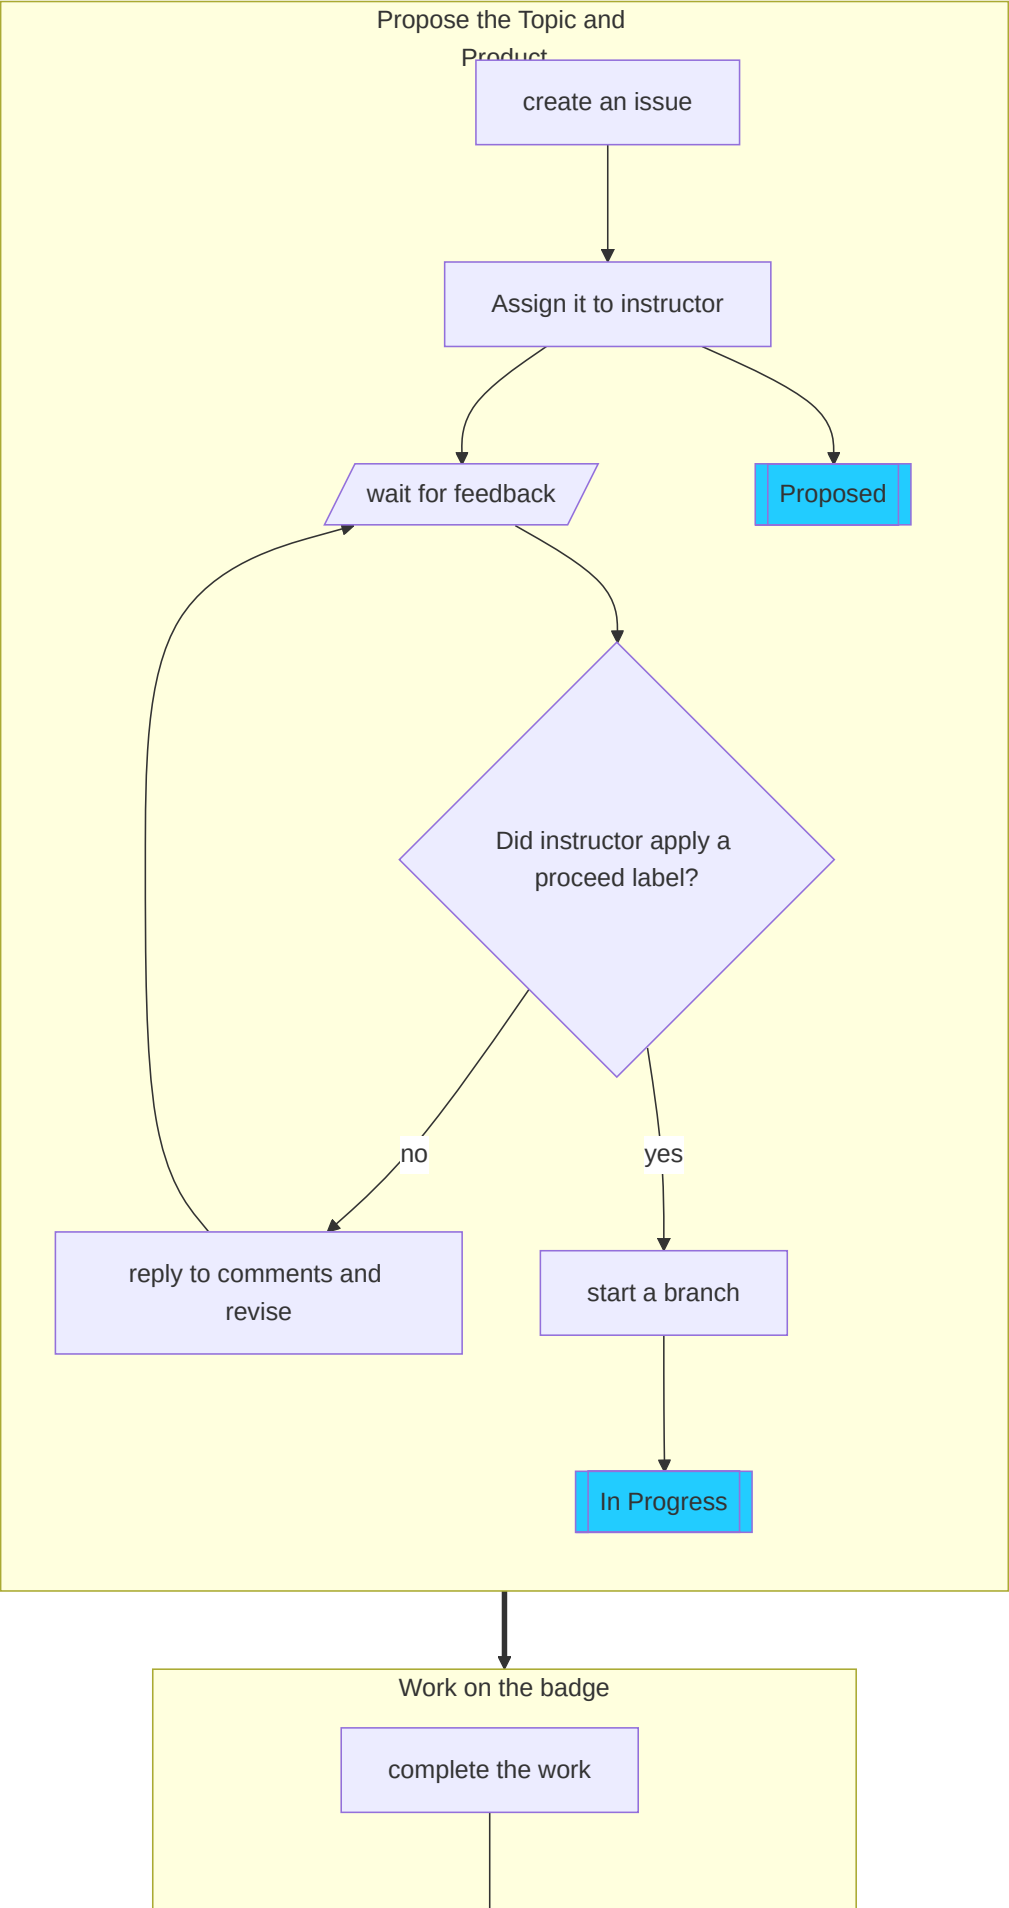 Propose the Topic and
Product
create an issue
Assign it to instructor
wait for feedback
Proposed
Did instructor apply a
proceed label?
no
yes
reply to comments and
revise
start a branch
In Progress
Work on the badge
complete the work